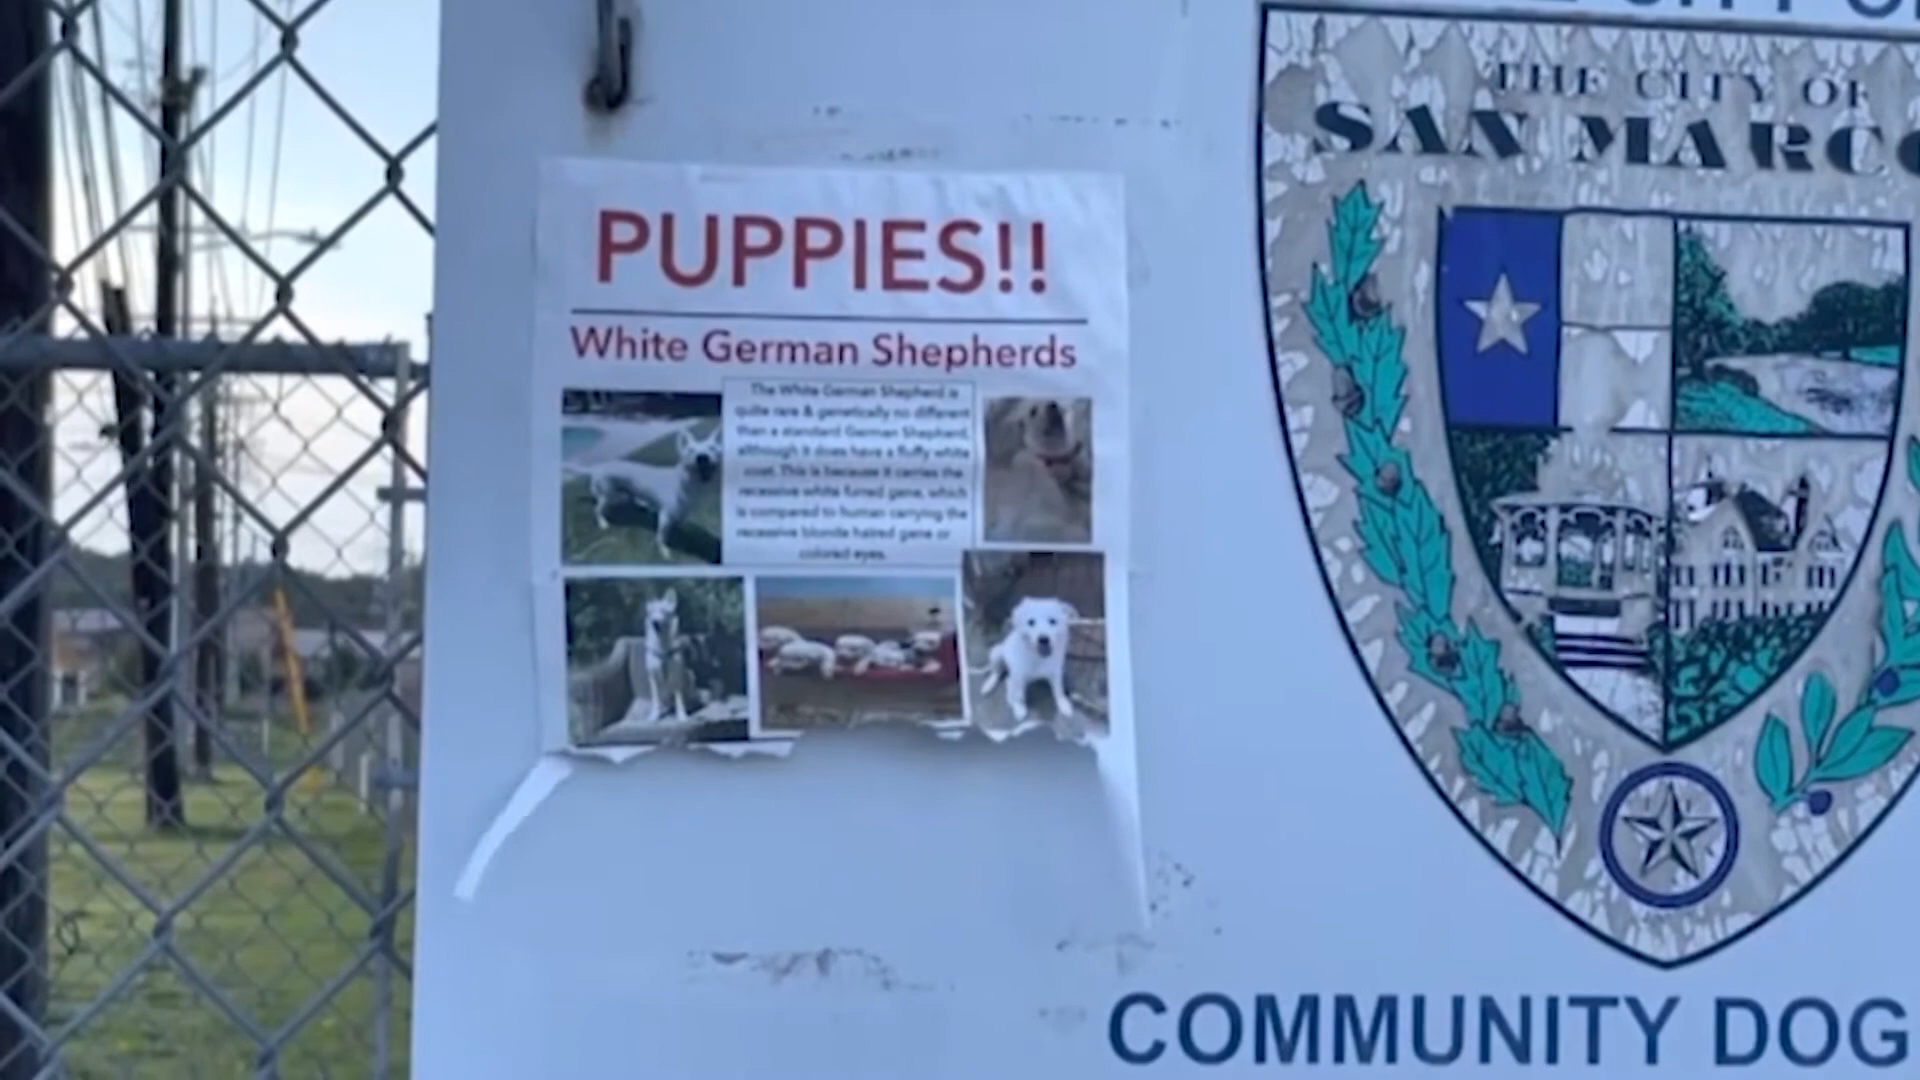 PUPPIES!!
White German Shepherds
The White German Shepherd is
quite rare & genetically no different
than a standard German Shepherd,
although it does have a fluffy white
coat. This is because it carries the
recessive white furred gene, which
is compared to human carrying the
recessive blonde haired gene or
colored eyes.
CITY O
THE CITY OF
SAN MARCO
COMMUNITY DOG